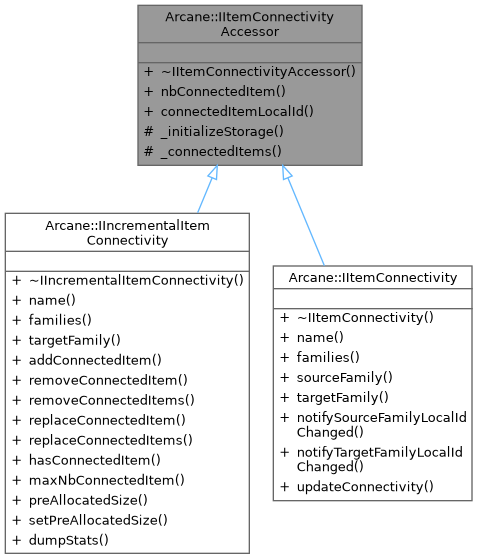 Arcane::IItemConnectivity
Accessor
+ ~IItemConnectivityAccessor()
+ nbConnectedItem()
+ connectedItemLocalId()
# _initializeStorage()
# _connectedItems()
Arcane::IIncrementalItem
Connectivity
+ ~IIncrementalItemConnectivity()
+ name()
+ families()
+ targetFamily()
+ addConnectedItem()
+ removeConnectedItem()
+ removeConnectedItems()
+ replaceConnectedItem()
+ replaceConnectedItems()
+ hasConnectedItem()
+ maxNbConnectedItem()
+ preAllocatedSize()
+ setPreAllocatedSize()
+ dumpStats()
Arcane::IItemConnectivity
+ ~IItemConnectivity()
+ name()
+ families()
+ sourceFamily()
+ targetFamily()
+ notifySourceFamilyLocalId
Changed()
+ notifyTargetFamilyLocalId
Changed()
+ updateConnectivity()